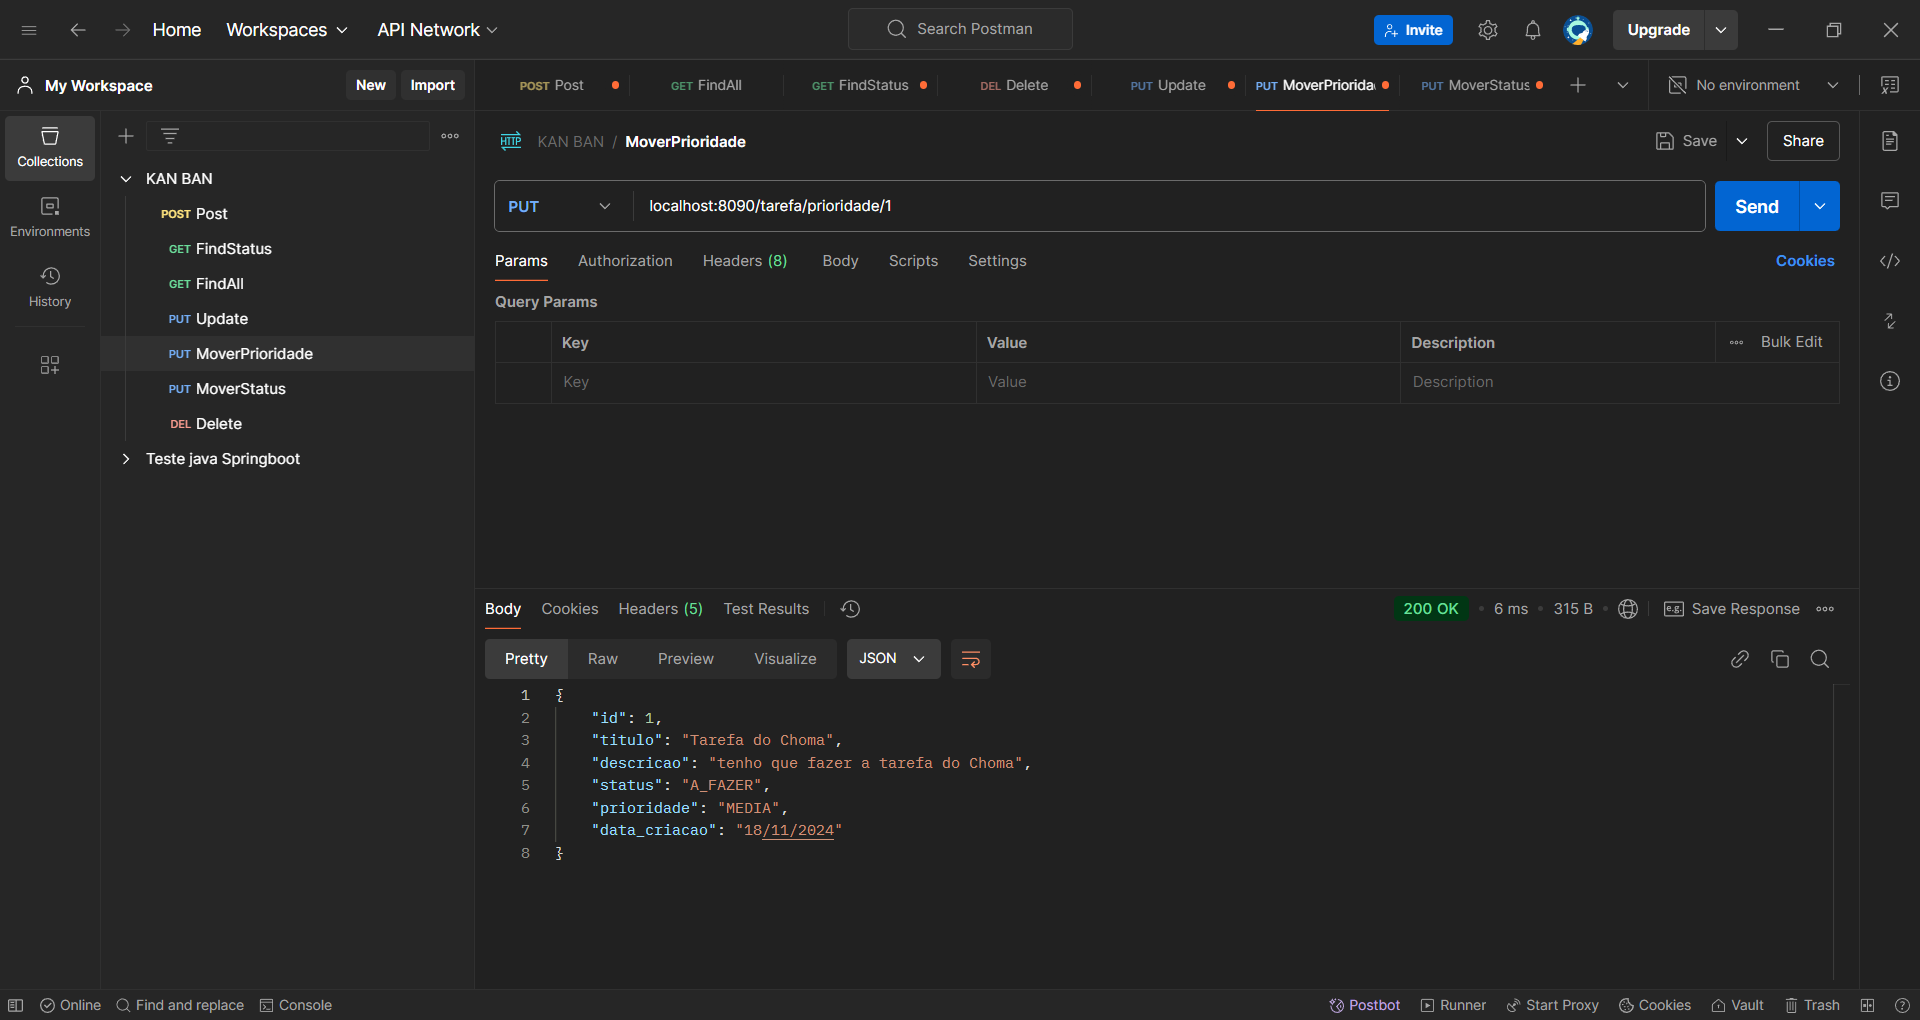 Home Workspaces API Network Search Postman Invite Upgrade
My Workspace New Import POST Post GET FindAll GET FindStatus DEL Delete PUT Update PUT MoverPriorida PUT MoverStatus No environment
Collections
Environments
History
KAN BAN
POST Post
GET FindStatus
GET FindAll
PUT Update
PUT MoverPrioridade
PUT MoverStatus
DEL Delete
Teste java Springboot
HTTP KAN BAN / MoverPrioridade Save Share
PUT localhost:8090/tarefa/prioridade/1 Send
Params Authorization Headers (8) Body Scripts Settings Cookies
Query Params
Key Value Description Bulk Edit
Key Value Description
Body Cookies Headers (5) Test Results 200 OK • 6 ms • 315 B • e.g. Save Response
Pretty Raw Preview Visualize JSON
1 {
2 "id": 1,
3 "titulo": "Tarefa do Choma",
4 "descricao": "tenho que fazer a tarefa do Choma",
5 "status": "A_FAZER",
6 "prioridade": "MEDIA",
7 "data_criacao": "18/11/2024"
8 }
Online Find and replace Console Postbot Runner Start Proxy Cookies Vault Trash